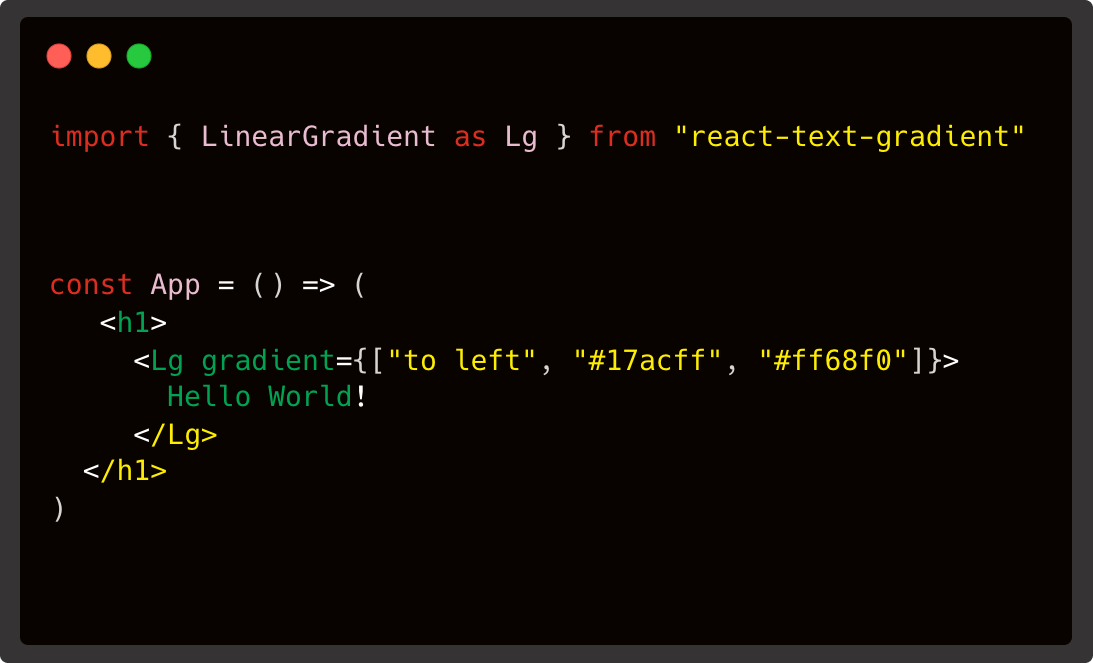 import { LinearGradient as Lg } from "react-text-gradient"
const App = () => (
   <h1>
     <Lg gradient={["to left", "#17acff", "#ff68f0"]}>
       Hello World!
     </Lg>
  </h1>
)